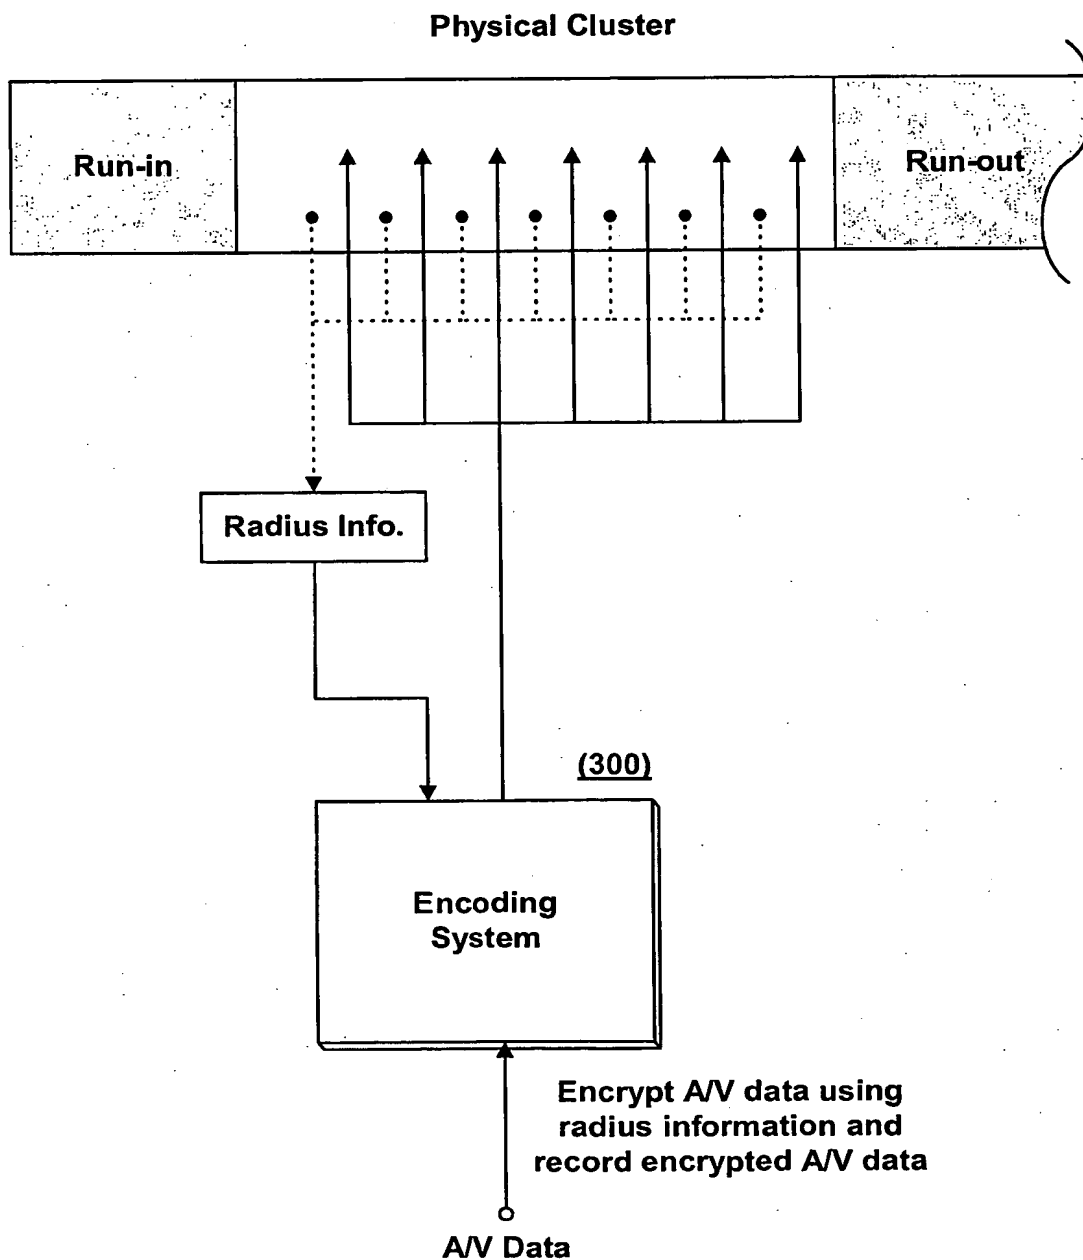 Physical Cluster
Run-in
Run-out
Radius Info.
(300)
Encoding
System
Encrypt A/V data using
radius information and
record encrypted A/V data
A/V Data